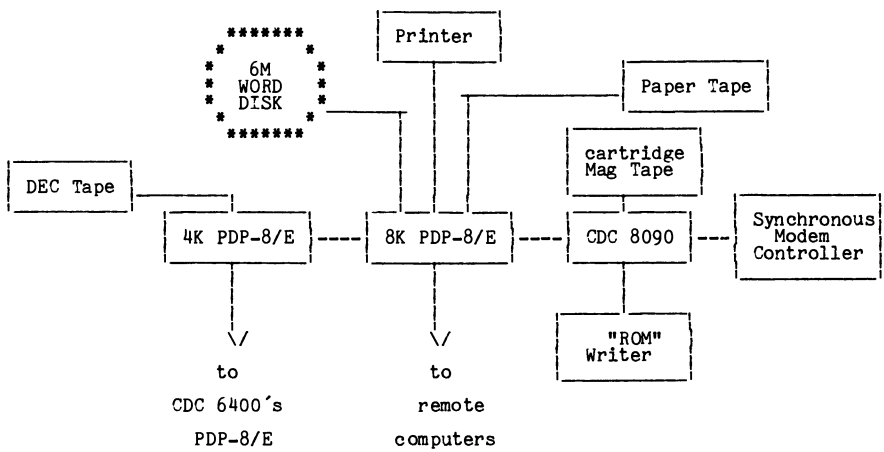 Printer
6M
WORD
DISK
Paper Tape
cartridge
Mag Tape
DEC Tape
4K PDP-8/E
8K PDP-8/E
CDC 8090
Synchronous
Modem
Controller
"ROM"
Writer
to
CDC 6400's
PDP-8/E
to
remote
computers